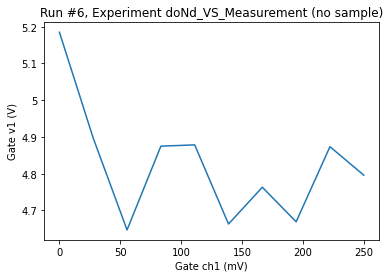 Run #6, Experiment doNd_VS_Measurement (no sample)
5.2
5.1
5
4.9
4.8
4.7
Gate v1 (V)
0 50 100 150 200 250
Gate ch1 (mV)